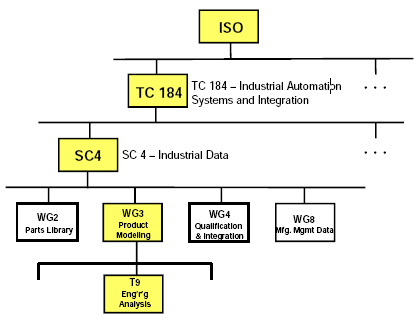 ISO
TC 184
TC 184 – Industrial Automation
Systems and Integration
. . .
SC4
SC 4 – Industrial Data
. . .
WG2
Parts Library
WG3
Product
Modeling
WG4
Qualification
& Integration
WG8
Mfg. Mgmt Data
T9
Eng'r'g
Analysis